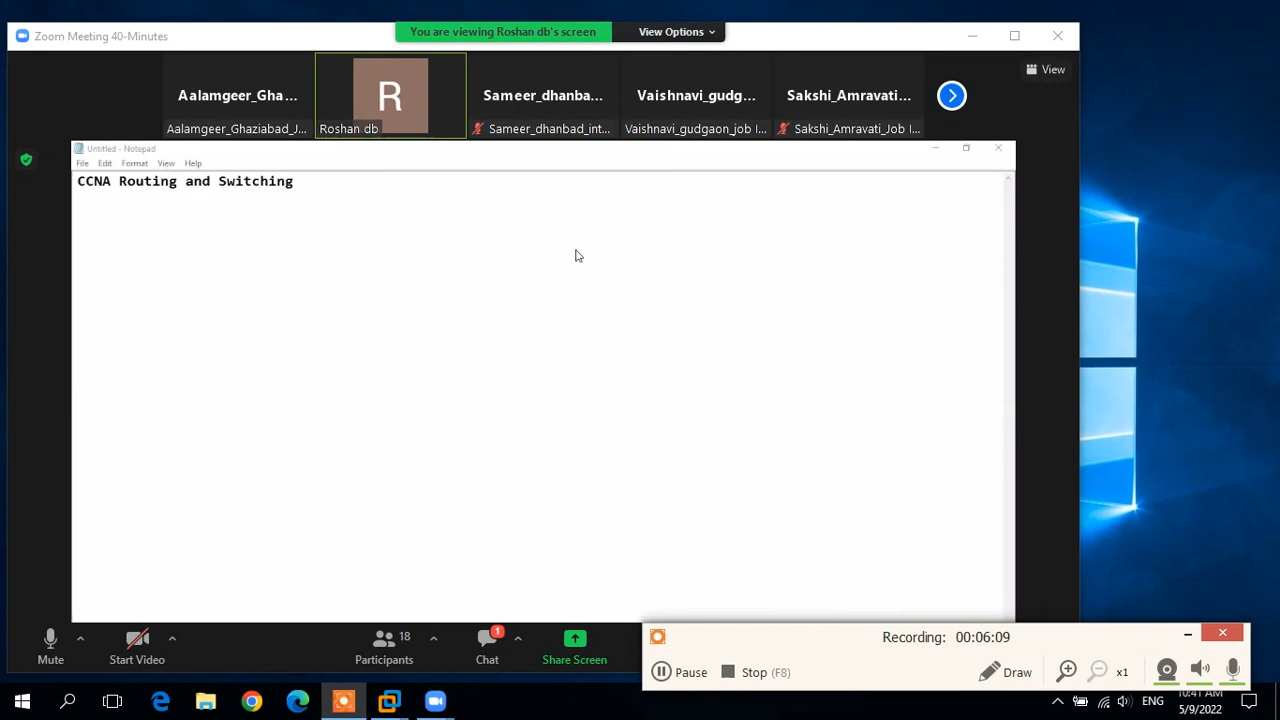 Zoom Meeting 40-Minutes
You are viewing Roshan db's screen
View Options
View
Aalamgeer_Gha...
R
Sameer_dhanba...
Vaishnavi_gudg...
Sakshi_Amravati...
Aalamgeer_Ghaziabad_J...
Roshan db
Sameer_dhanbad_int...
Vaishnavi_gudgaon_job I...
Sakshi_Amravati_Job I...
Untitled - Notepad
File Edit Format View Help
CCNA Routing and Switching
Mute
Start Video
18
Participants
1
Chat
Share Screen
Recording: 00:06:09
Pause
Stop (F8)
Draw
x1
ENG
10:41 AM
5/9/2022